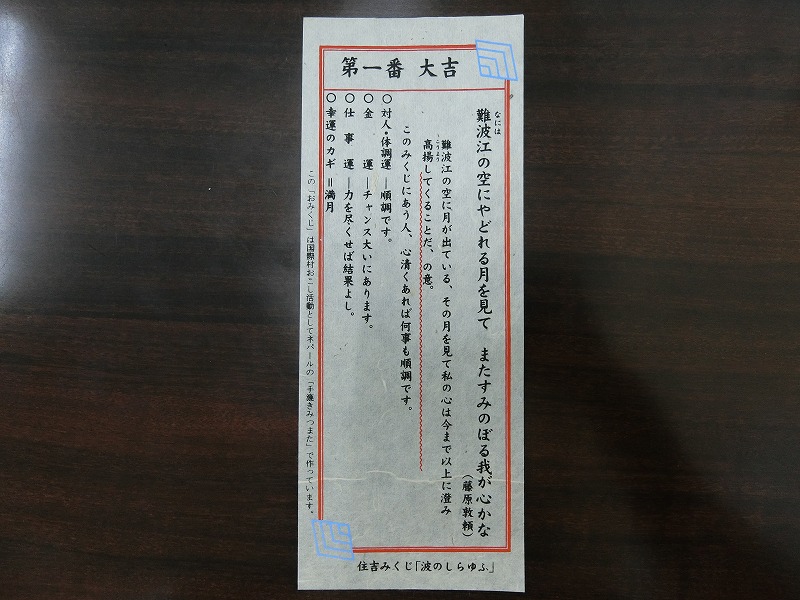 第一番 大吉
難波江の空にやどれる月を見て またすみのぼる我が心かな
なには
(藤原敦頼)
難波江の空に月が出ている、その月を見て私の心は今まで以上に澄み
高揚してくることだ、の意。
こうよう
このみくじにあう人、心清くあれば何事も順調です。
○対人・体調運―順調です。
○金 運―チャンス大いにあります。
○仕事運―力を尽くせば結果よし。
○幸運のカギ=満月
この「おみくじ」は国際村おこし活動としてネパールの「手漉きみつまた」で作っています。
住吉みくじ「波のしらゆふ」